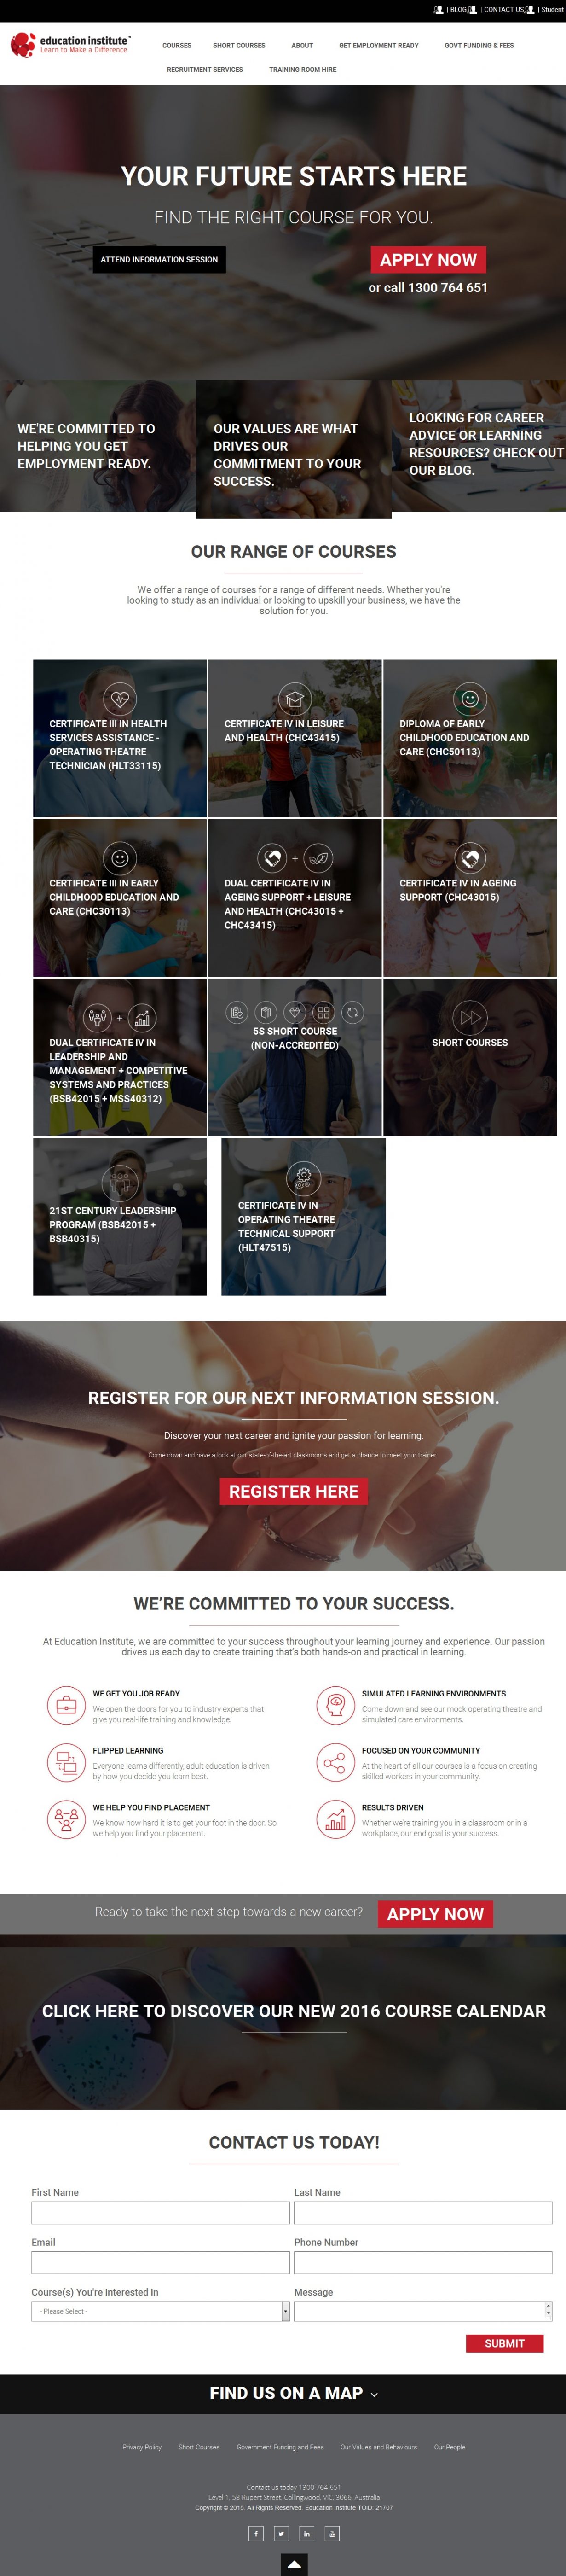 | BLOG | CONTACT US | Student
education institute
Learn to Make a Difference
COURSES SHORT COURSES ABOUT GET EMPLOYMENT READY GOVT FUNDING & FEES
RECRUITMENT SERVICES TRAINING ROOM HIRE
YOUR FUTURE STARTS HERE
FIND THE RIGHT COURSE FOR YOU.
ATTEND INFORMATION SESSION
APPLY NOW
or call 1300 764 651
WE'RE COMMITTED TO
HELPING YOU GET
EMPLOYMENT READY.
OUR VALUES ARE WHAT
DRIVES OUR
COMMITMENT TO YOUR
SUCCESS.
LOOKING FOR CAREER
ADVICE OR LEARNING
RESOURCES? CHECK OUT
OUR BLOG.
OUR RANGE OF COURSES
We offer a range of courses for a range of different needs. Whether you're
looking to study as an individual or looking to upskill your business, we have the
solution for you.
CERTIFICATE III IN HEALTH
SERVICES ASSISTANCE -
OPERATING THEATRE
TECHNICIAN (HLT33115)
CERTIFICATE IV IN LEISURE
AND HEALTH (CHC43415)
DIPLOMA OF EARLY
CHILDHOOD EDUCATION AND
CARE (CHC50113)
CERTIFICATE III IN EARLY
CHILDHOOD EDUCATION AND
CARE (CHC30113)
+
DUAL CERTIFICATE IV IN
AGEING SUPPORT + LEISURE
AND HEALTH (CHC43015 +
CHC43415)
CERTIFICATE IV IN AGEING
SUPPORT (CHC43015)
+
DUAL CERTIFICATE IV IN
LEADERSHIP AND
MANAGEMENT + COMPETITIVE
SYSTEMS AND PRACTICES
(BSB42015 + MSS40312)
5S SHORT COURSE
(NON-ACCREDITED)
SHORT COURSES
21ST CENTURY LEADERSHIP
PROGRAM (BSB42015 +
BSB40315)
CERTIFICATE IV IN
OPERATING THEATRE
TECHNICAL SUPPORT
(HLT47515)
REGISTER FOR OUR NEXT INFORMATION SESSION.
Discover your next career and ignite your passion for learning.
Come down and have a look at our state-of-the-art classrooms and get a chance to meet your trainer.
REGISTER HERE
WE'RE COMMITTED TO YOUR SUCCESS.
At Education Institute, we are committed to your success throughout your learning journey and experience. Our passion
drives us each day to create training that's both hands-on and practical in learning.
WE GET YOU JOB READY
We open the doors for you to industry experts that
give you real-life training and knowledge.
SIMULATED LEARNING ENVIRONMENTS
Come down and see our mock operating theatre and
simulated care environments.
FLIPPED LEARNING
Everyone learns differently, adult education is driven
by how you decide you learn best.
FOCUSED ON YOUR COMMUNITY
At the heart of all our courses is a focus on creating
skilled workers in your community.
WE HELP YOU FIND PLACEMENT
We know how hard it is to get your foot in the door. So
we help you find your placement.
RESULTS DRIVEN
Whether we're training you in a classroom or in a
workplace, our end goal is your success.
Ready to take the next step towards a new career?
APPLY NOW
CLICK HERE TO DISCOVER OUR NEW 2016 COURSE CALENDAR
CONTACT US TODAY!
First Name Last Name
Email Phone Number
Course(s) You're Interested In Message
- Please Select -
SUBMIT
FIND US ON A MAP
Privacy Policy Short Courses Government Funding and Fees Our Values and Behaviours Our People
Contact us today 1300 764 651
Level 1, 58 Rupert Street, Collingwood, VIC, 3066, Australia
Copyright © 2015. All Rights Reserved. Education Institute TOID: 21707